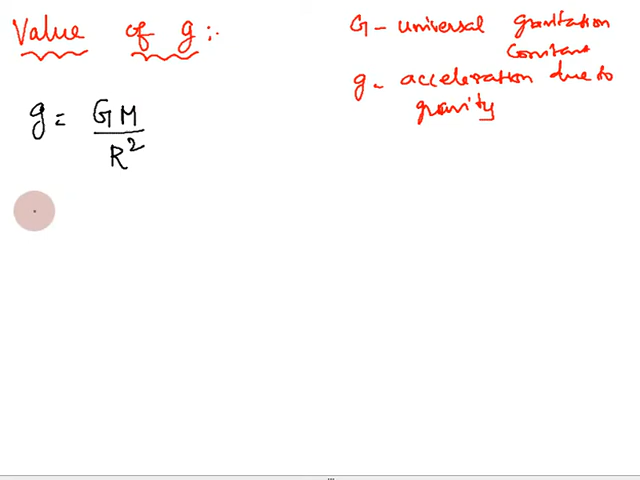 Value of g:-
G - universal gravitation
constant
g - acceleration due to
gravity
g = GM
R²